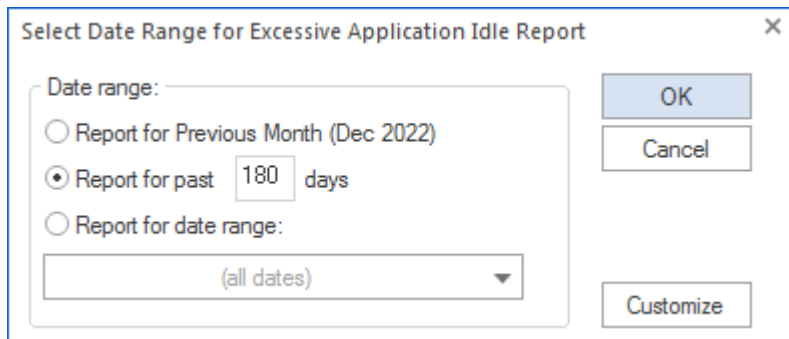 Select Date Range for Excessive Application Idle Report
Date range:
Report for Previous Month (Dec 2022)
Report for past 180 days
Report for date range:
(all dates)
OK
Cancel
Customize